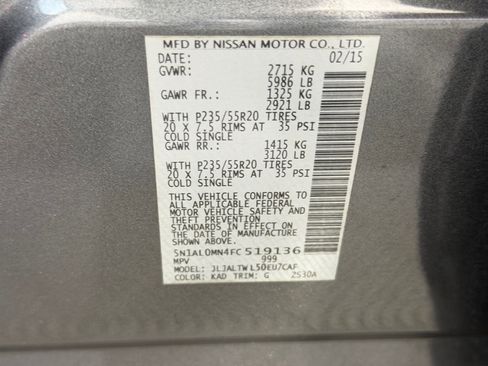 MFD BY NISSAN MOTOR CO., LTD.
DATE: 02/15
GVWR: 2715 KG
5986 LB
GAWR FR.: 1325 KG
2921 LB
WITH P235/55R20 TIRES
20 X 7.5 RIMS AT 35 PSI
COLD SINGLE
GAWR RR.: 1415 KG
3120 LB
WITH P235/55R20 TIRES
20 X 7.5 RIMS AT 35 PSI
COLD SINGLE
THIS VEHICLE CONFORMS TO
ALL APPLICABLE FEDERAL
MOTOR VEHICLE SAFETY AND
THEFT PREVENTION
STANDARDS IN EFFECT ON
THE DATE OF MANUFACTURE
SHOWN ABOVE.
5N1AL0MN4FC519136
MPV 999
MODEL: JLJALTWL50EU7CAF
COLOR: KAD TRIM: G 2S30A